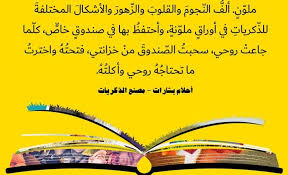 ملوّن. ألفُّ النّجومَ والقلوبَ والزّهورَ والأشكالَ المختلفةَ
للذّكرياتِ في أوراقٍ ملوّنةٍ، وأحتفظُ بها في صندوقٍ خاصٍّ، كلّما
جاعتْ روحي، سحبتُ الصّندوقَ منْ خزانتي، فتحتُهُ واخترتُ
ما تحتاجُهُ روحي وأكلتُهُ.
أحلام بشارات - مصنع الذكريات